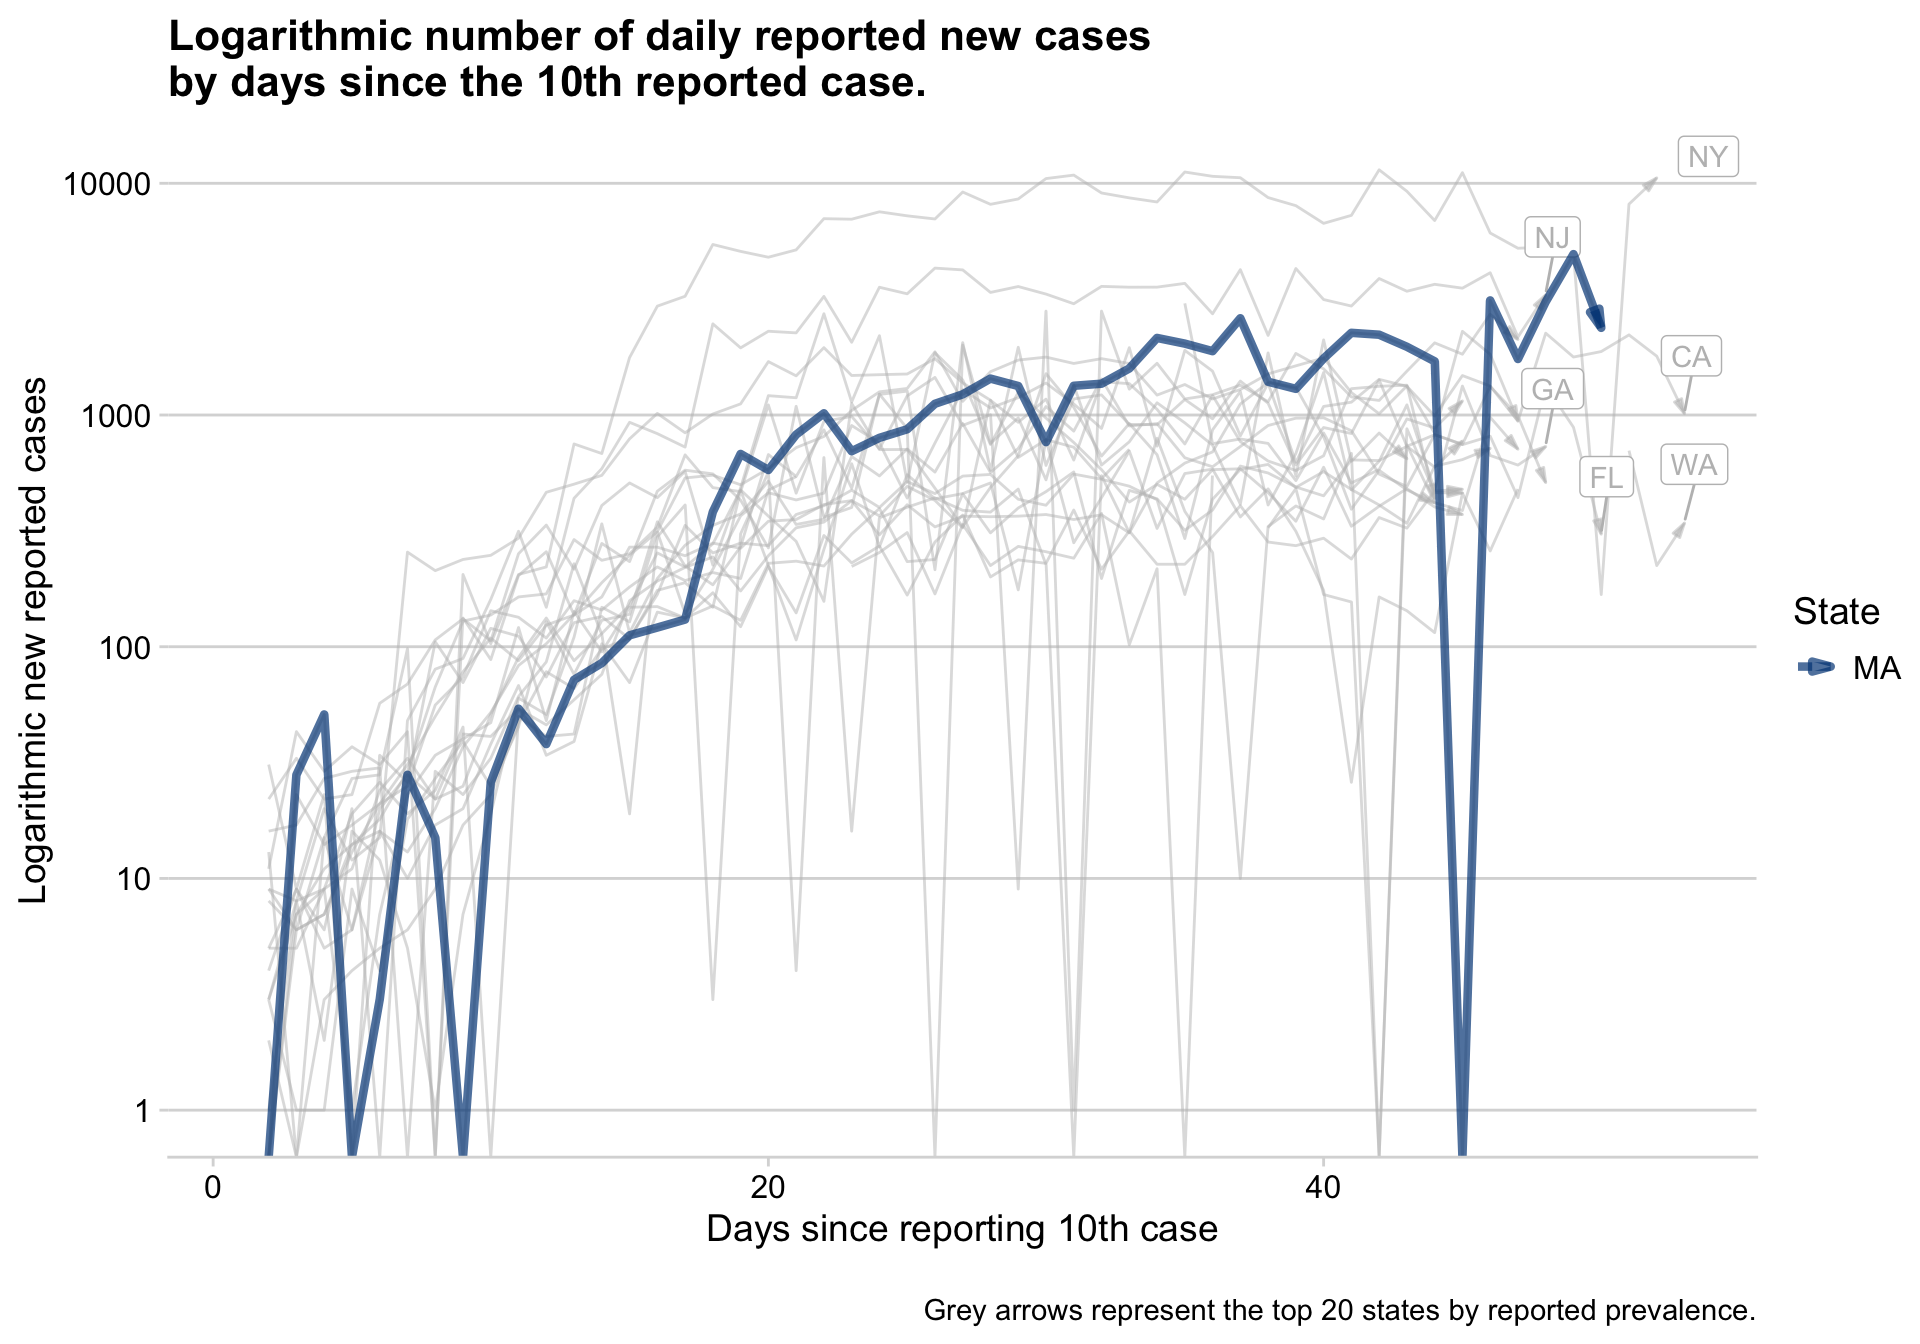 Logarithmic number of daily reported new cases
by days since the 10th reported case.
Logarithmic new reported cases
10000
1000
100
10
1
NY
NJ
CA
GA
WA
FL
State
MA
0
20
40
Days since reporting 10th case
Grey arrows represent the top 20 states by reported prevalence.